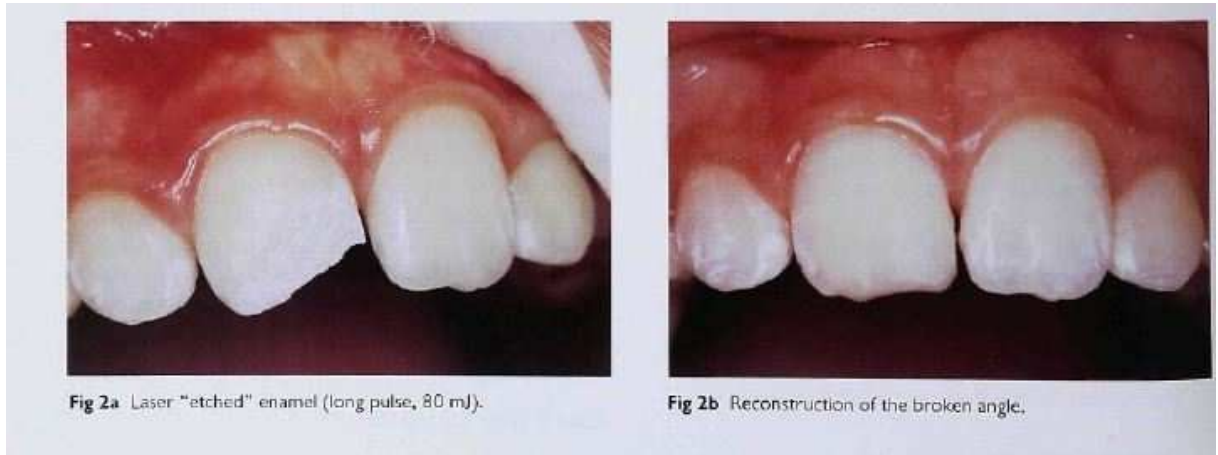 Fig 2a Laser "etched" enamel (long pulse, 80 mJ).
Fig 2b Reconstruction of the broken angle.